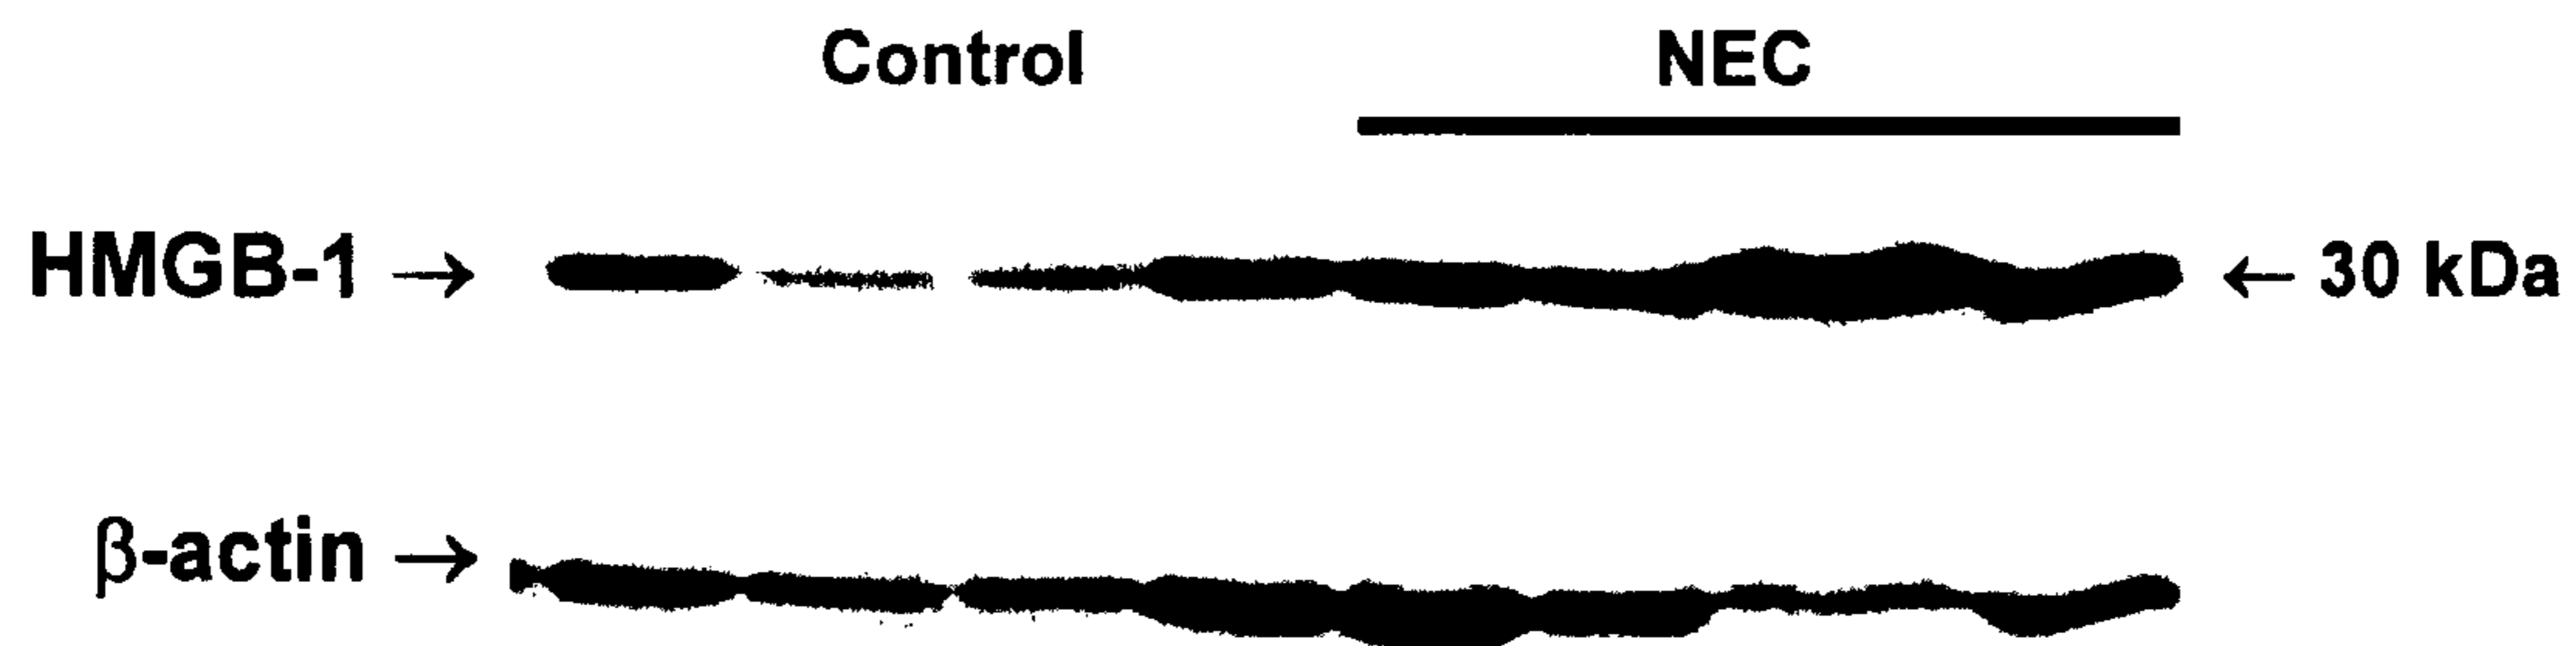 Control NEC
HMGB-1 → ← 30 kDa
β-actin →